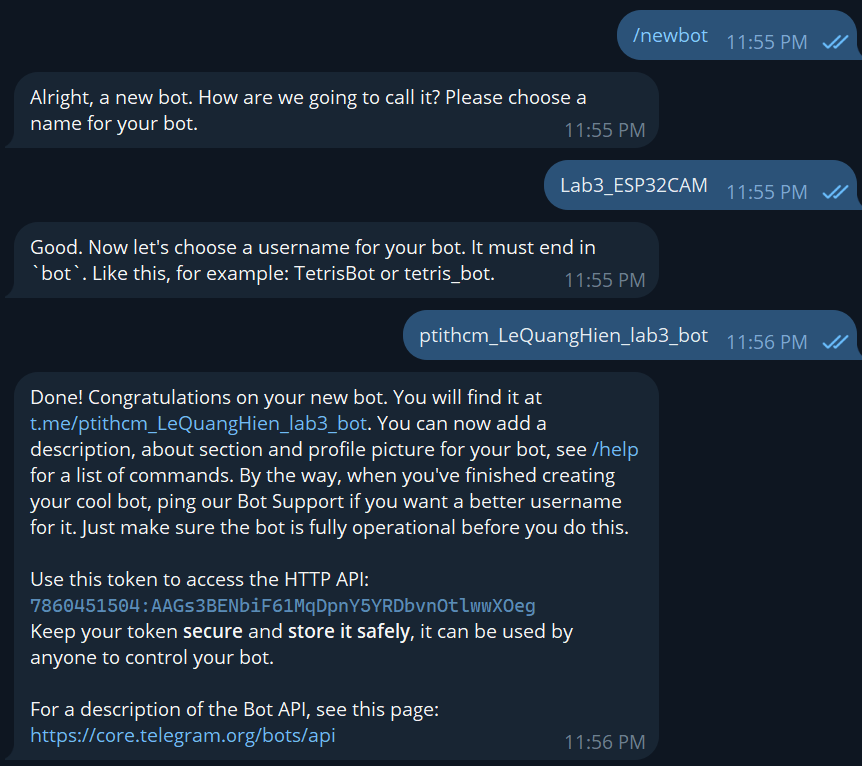 /newbot 11:55 PM
Alright, a new bot. How are we going to call it? Please choose a
name for your bot.
11:55 PM
Lab3_ESP32CAM 11:55 PM
Good. Now let's choose a username for your bot. It must end in
`bot`. Like this, for example: TetrisBot or tetris_bot.
11:55 PM
ptithcm_LeQuangHien_lab3_bot 11:56 PM
Done! Congratulations on your new bot. You will find it at
t.me/ptithcm_LeQuangHien_lab3_bot. You can now add a
description, about section and profile picture for your bot, see /help
for a list of commands. By the way, when you've finished creating
your cool bot, ping our Bot Support if you want a better username
for it. Just make sure the bot is fully operational before you do this.
Use this token to access the HTTP API:
7860451504:AAGs3BENbiF61MqDpnY5YRDbvnOtlwwXOeg
Keep your token secure and store it safely, it can be used by
anyone to control your bot.
For a description of the Bot API, see this page:
https://core.telegram.org/bots/api
11:56 PM